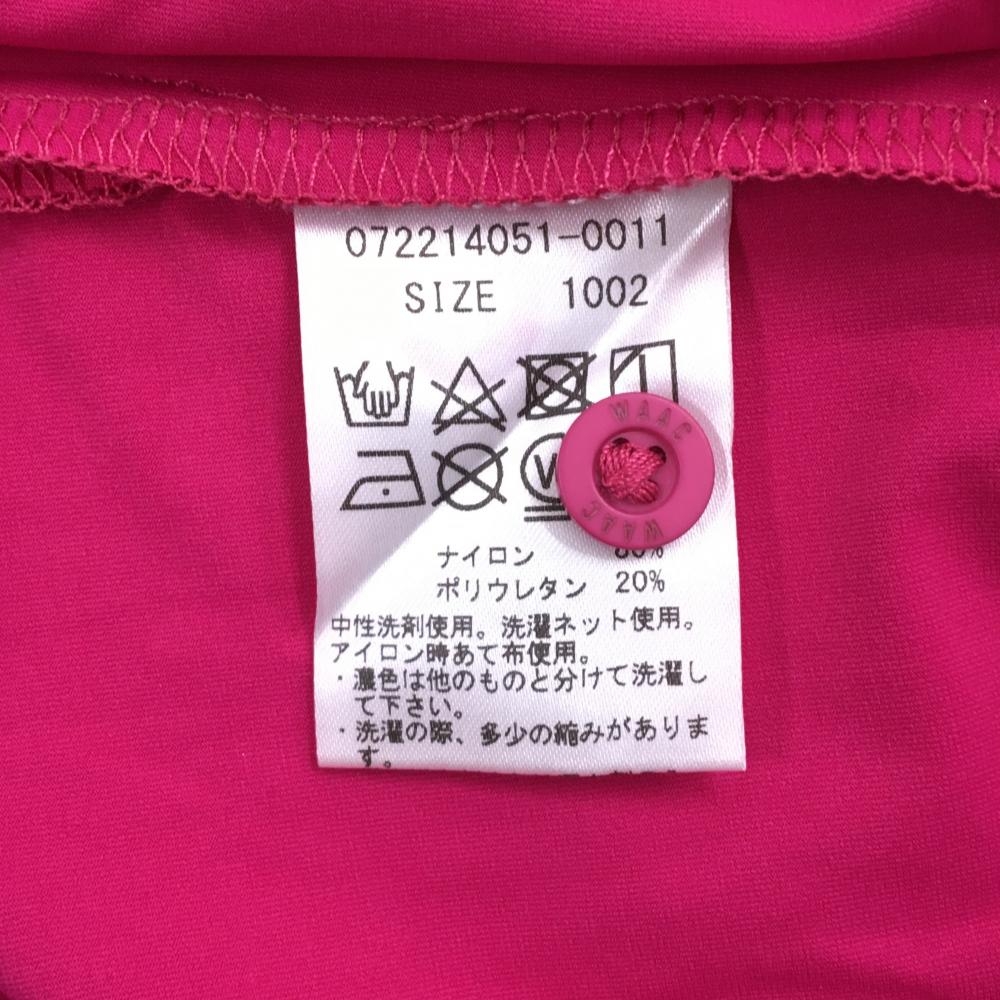 072214051-0011
SIZE 1002
WAAC
W
WAAC
ナイロン 80%
ポリウレタン 20%
中性洗剤使用。洗濯ネット使用。
アイロン時あて布使用。
・濃色は他のものと分けて洗濯し
て下さい。
・洗濯の際、多少の縮みがありま
す。